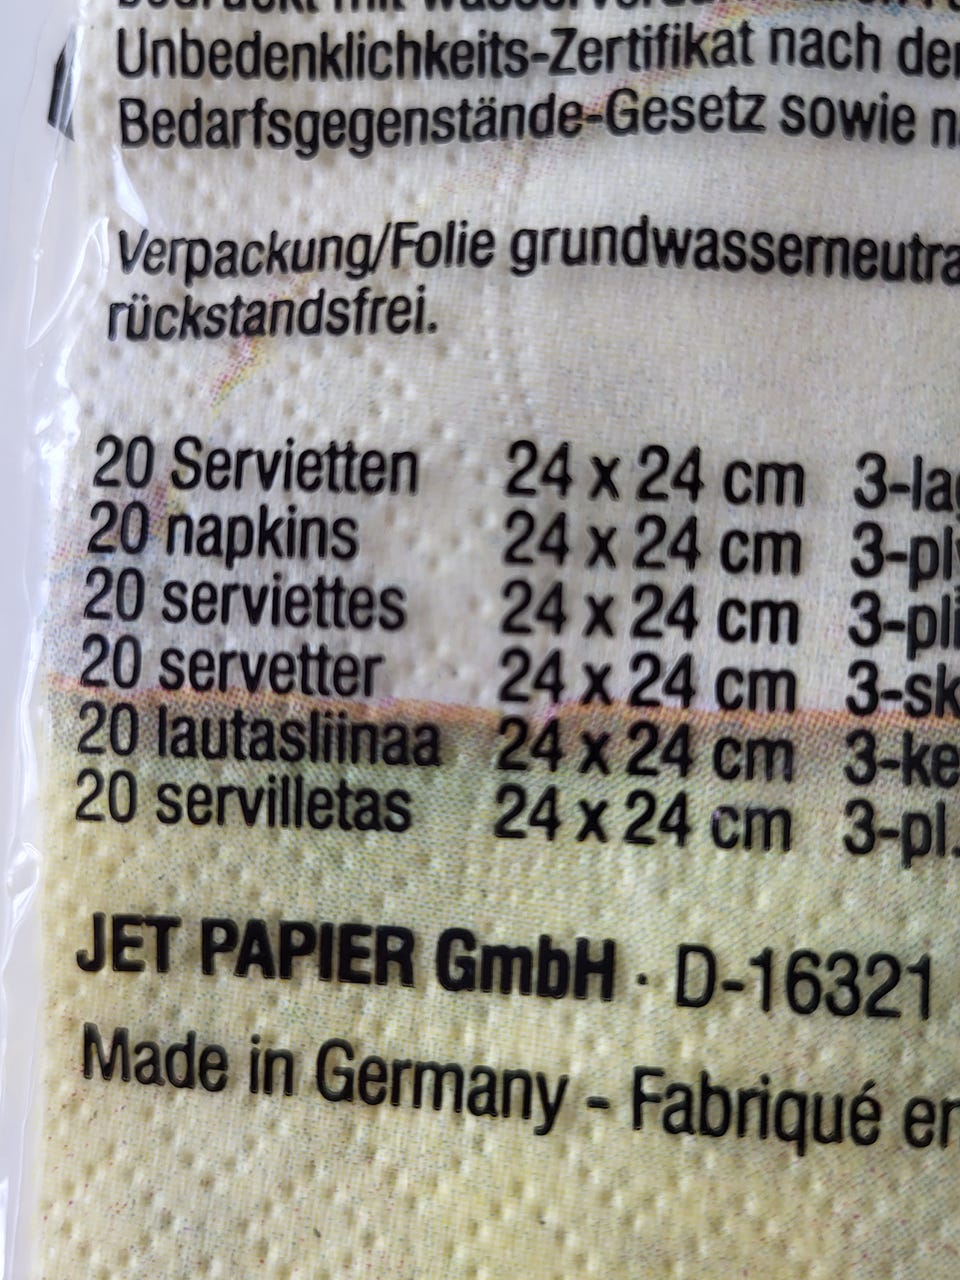 Unbedenklichkeits-Zertifikat nach
Bedarfsgegenstände-Gesetz sowie
Verpackung/Folie grundwasserneutra
rückstandsfrei.
20 Servietten 24 x 24 cm 3-la
20 napkins 24 x 24 cm 3-pl
20 serviettes 24 x 24 cm 3-pli
20 servetter 24 x 24 cm 3-sk
20 lautasliinaa 24 x 24 cm 3-ke
20 servilletas 24 x 24 cm 3-pl.
JET PAPIER GmbH · D-16321
Made in Germany - Fabriqué en